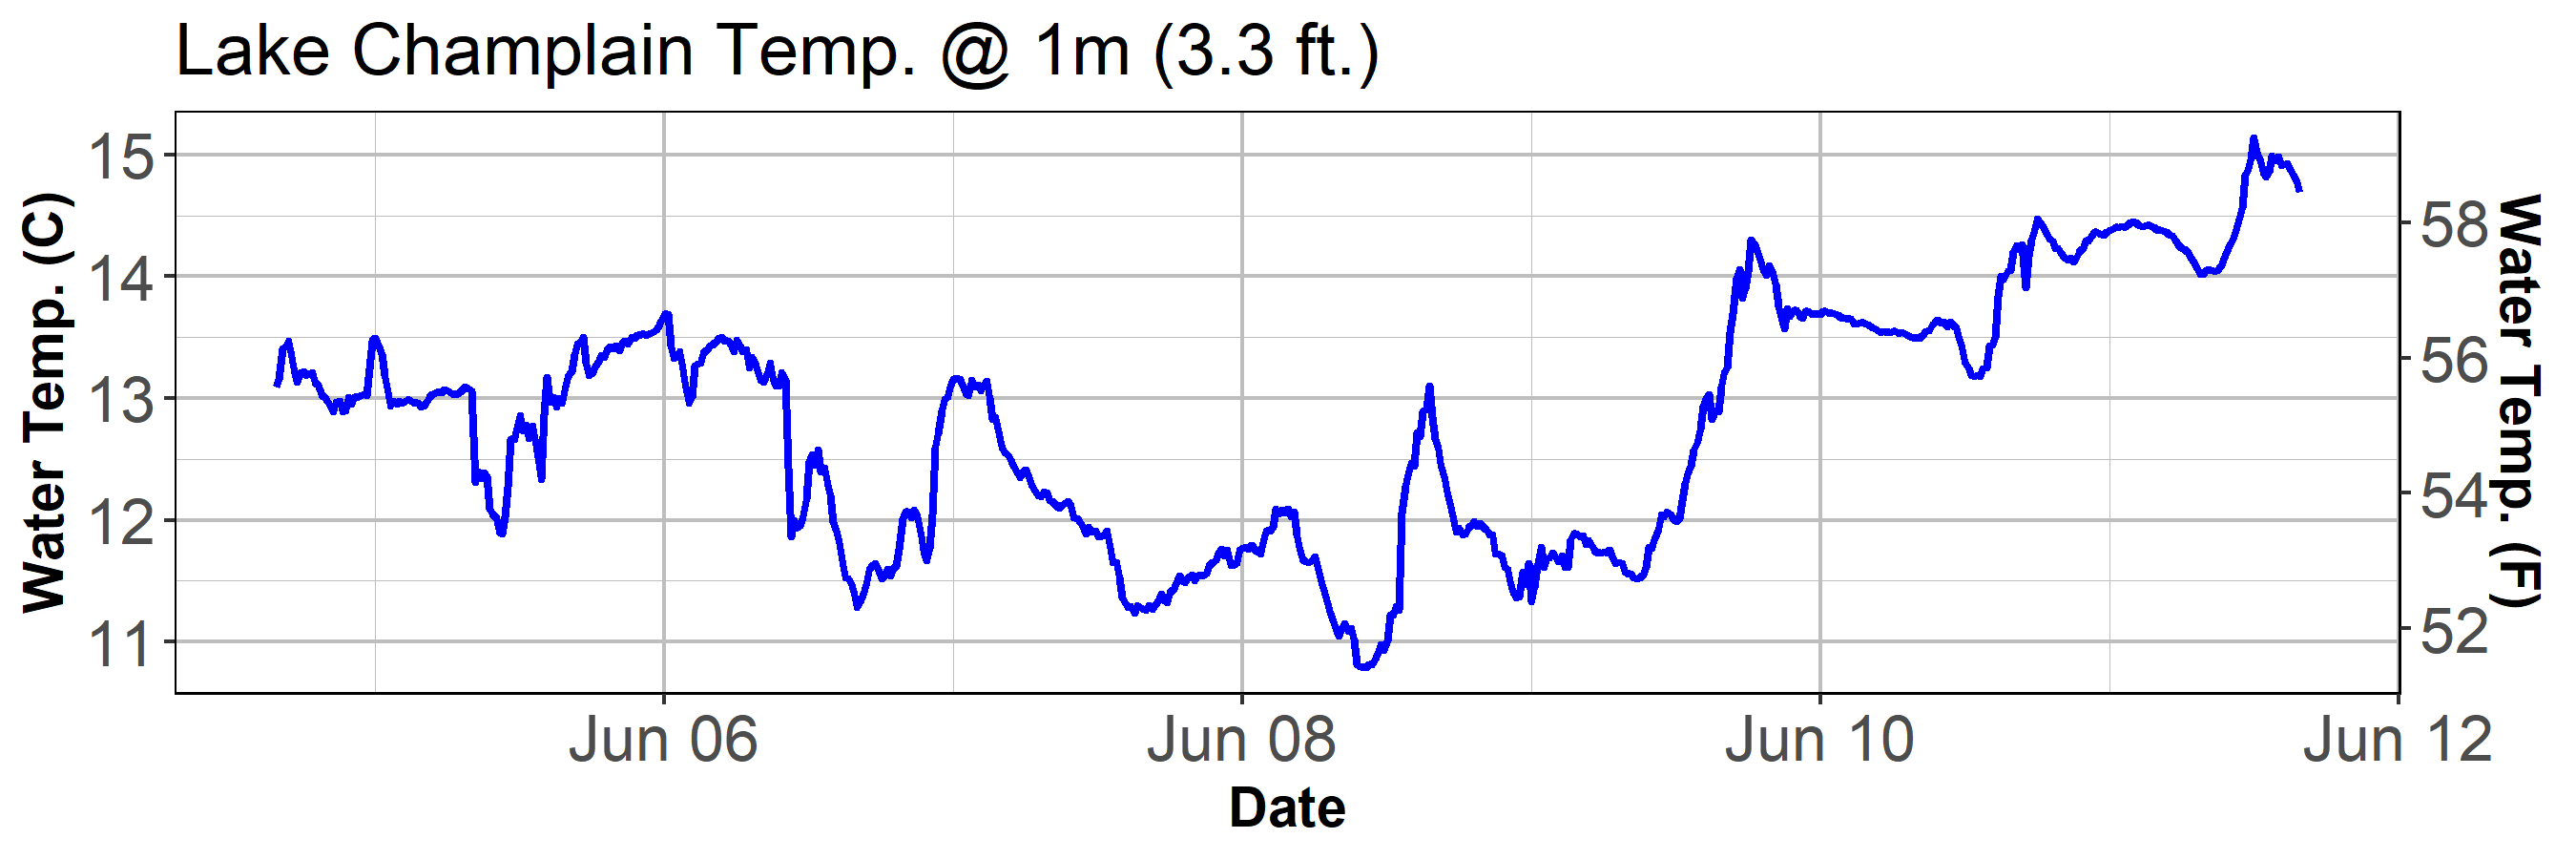 Lake Champlain Temp. @ 1m (3.3 ft.)
Water Temp. (C)
15
14
13
12
11
58
56
54
52
Water Temp. (F)
Jun 06 Jun 08 Jun 10 Jun 12
Date